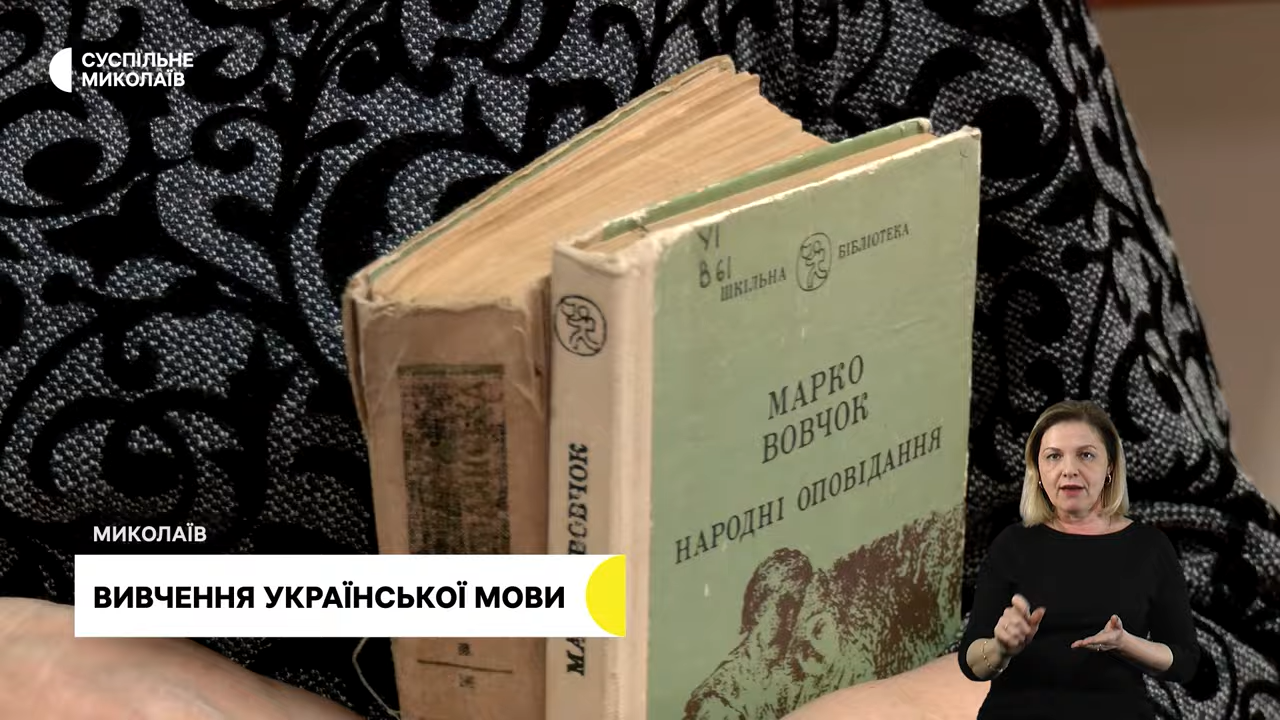 СУСПІЛЬНЕ
МИКОЛАЇВ
УІ
В 61
ШКІЛЬНА БІБЛІОТЕКА
МАРКО
ВОВЧОК
НАРОДНІ ОПОВІДАННЯ
ВОВЧОК
МИКОЛАЇВ
ВИВЧЕННЯ УКРАЇНСЬКОЇ МОВИ